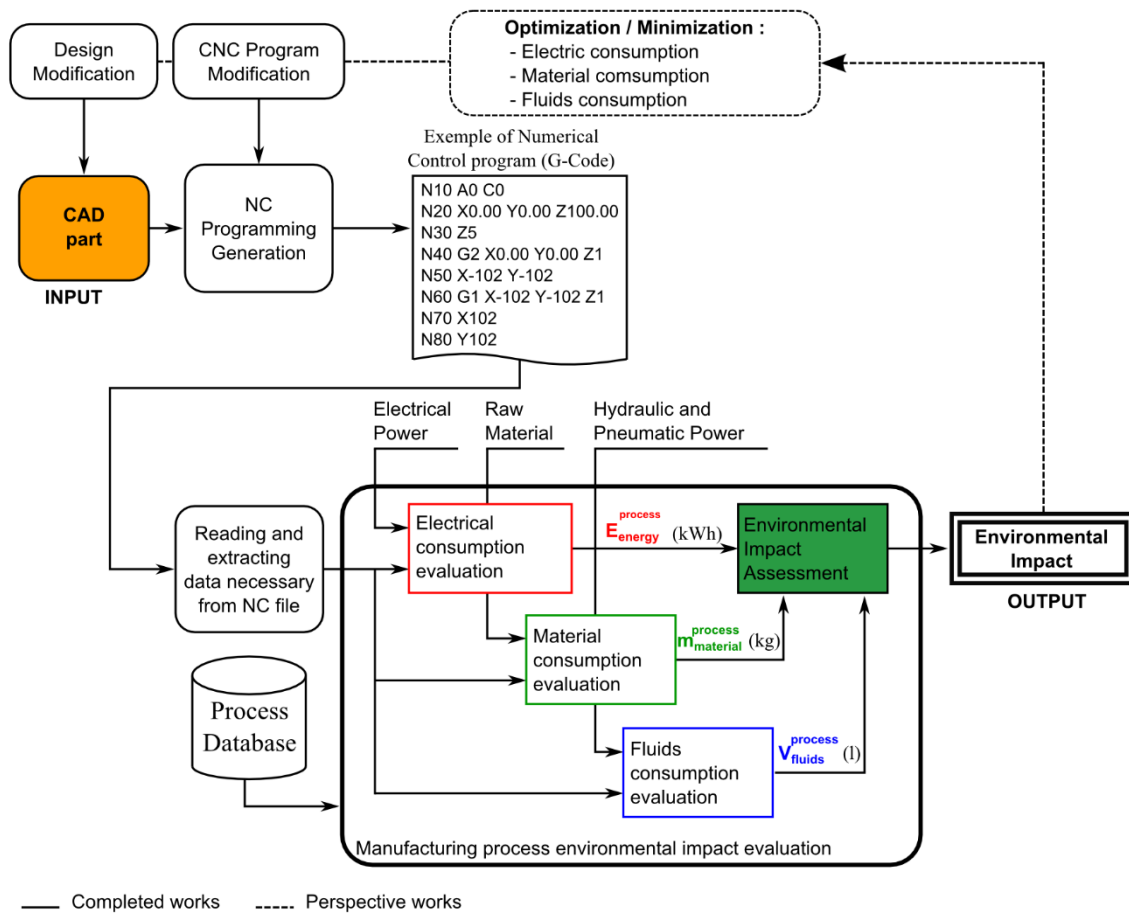 Design
Modification
CNC Program
Modification
Optimization / Minimization :
- Electric consumption
- Material comsumption
- Fluids consumption
Exemple of Numerical
Control program (G-Code)
CAD
part
INPUT
NC
Programming
Generation
N10 A0 C0
N20 X0.00 Y0.00 Z100.00
N30 Z5
N40 G2 X0.00 Y0.00 Z1
N50 X-102 Y-102
N60 G1 X-102 Y-102 Z1
N70 X102
N80 Y102
Electrical
Power
Raw
Material
Hydraulic and
Pneumatic Power
Reading and
extracting
data necessary
from NC file
Electrical
consumption
evaluation
E process energy (kWh)
Environmental
Impact
Assessment
Environmental
Impact
OUTPUT
Material
consumption
evaluation
m process material (kg)
Process
Database
Fluids
consumption
evaluation
V process fluids (l)
Manufacturing process environmental impact evaluation
Completed works
Perspective works